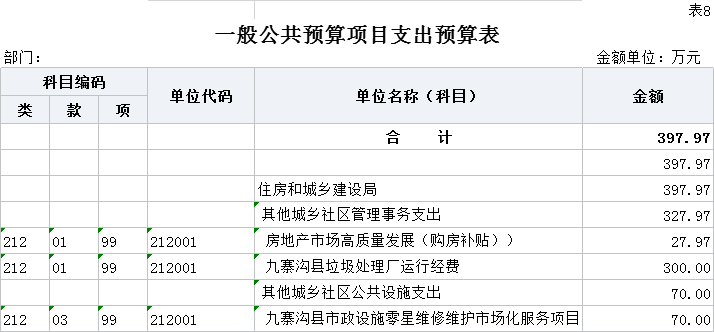 表8
一般公共预算项目支出预算表
部门： 金额单位：万元
科目编码 单位代码 单位名称（科目） 金额
类 款 项
合 计 397.97
397.97
住房和城乡建设局 397.97
其他城乡社区管理事务支出 327.97
212 01 99 212001 房地产市场高质量发展（购房补贴）） 27.97
212 01 99 212001 九寨沟县垃圾处理厂运行经费 300.00
其他城乡社区公共设施支出 70.00
212 03 99 212001 九寨沟县市政设施零星维修维护市场化服务项目 70.00